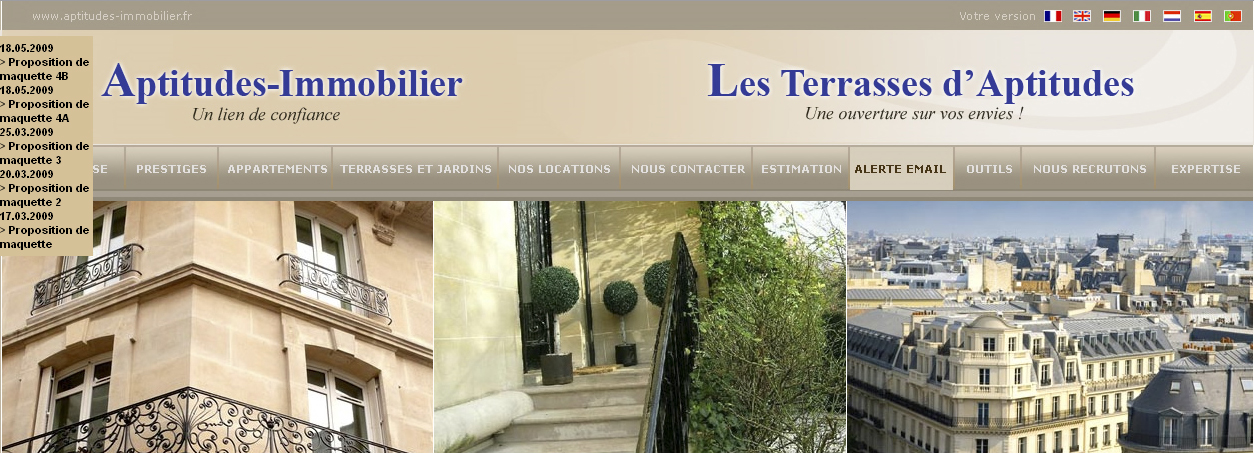 www.aptitudes-immobilier.fr
Votre version
18.05.2009
> Proposition de
maquette 4B
18.05.2009
> Proposition de
maquette 4A
25.03.2009
> Proposition de
maquette 3
20.03.2009
> Proposition de
maquette 2
17.03.2009
> Proposition de
maquette
Aptitudes-Immobilier
Un lien de confiance
Les Terrasses d'Aptitudes
Une ouverture sur vos envies !
SE PRESTIGES APPARTEMENTS TERRASSES ET JARDINS NOS LOCATIONS NOUS CONTACTER ESTIMATION ALERTE EMAIL OUTILS NOUS RECRUTONS EXPERTISE